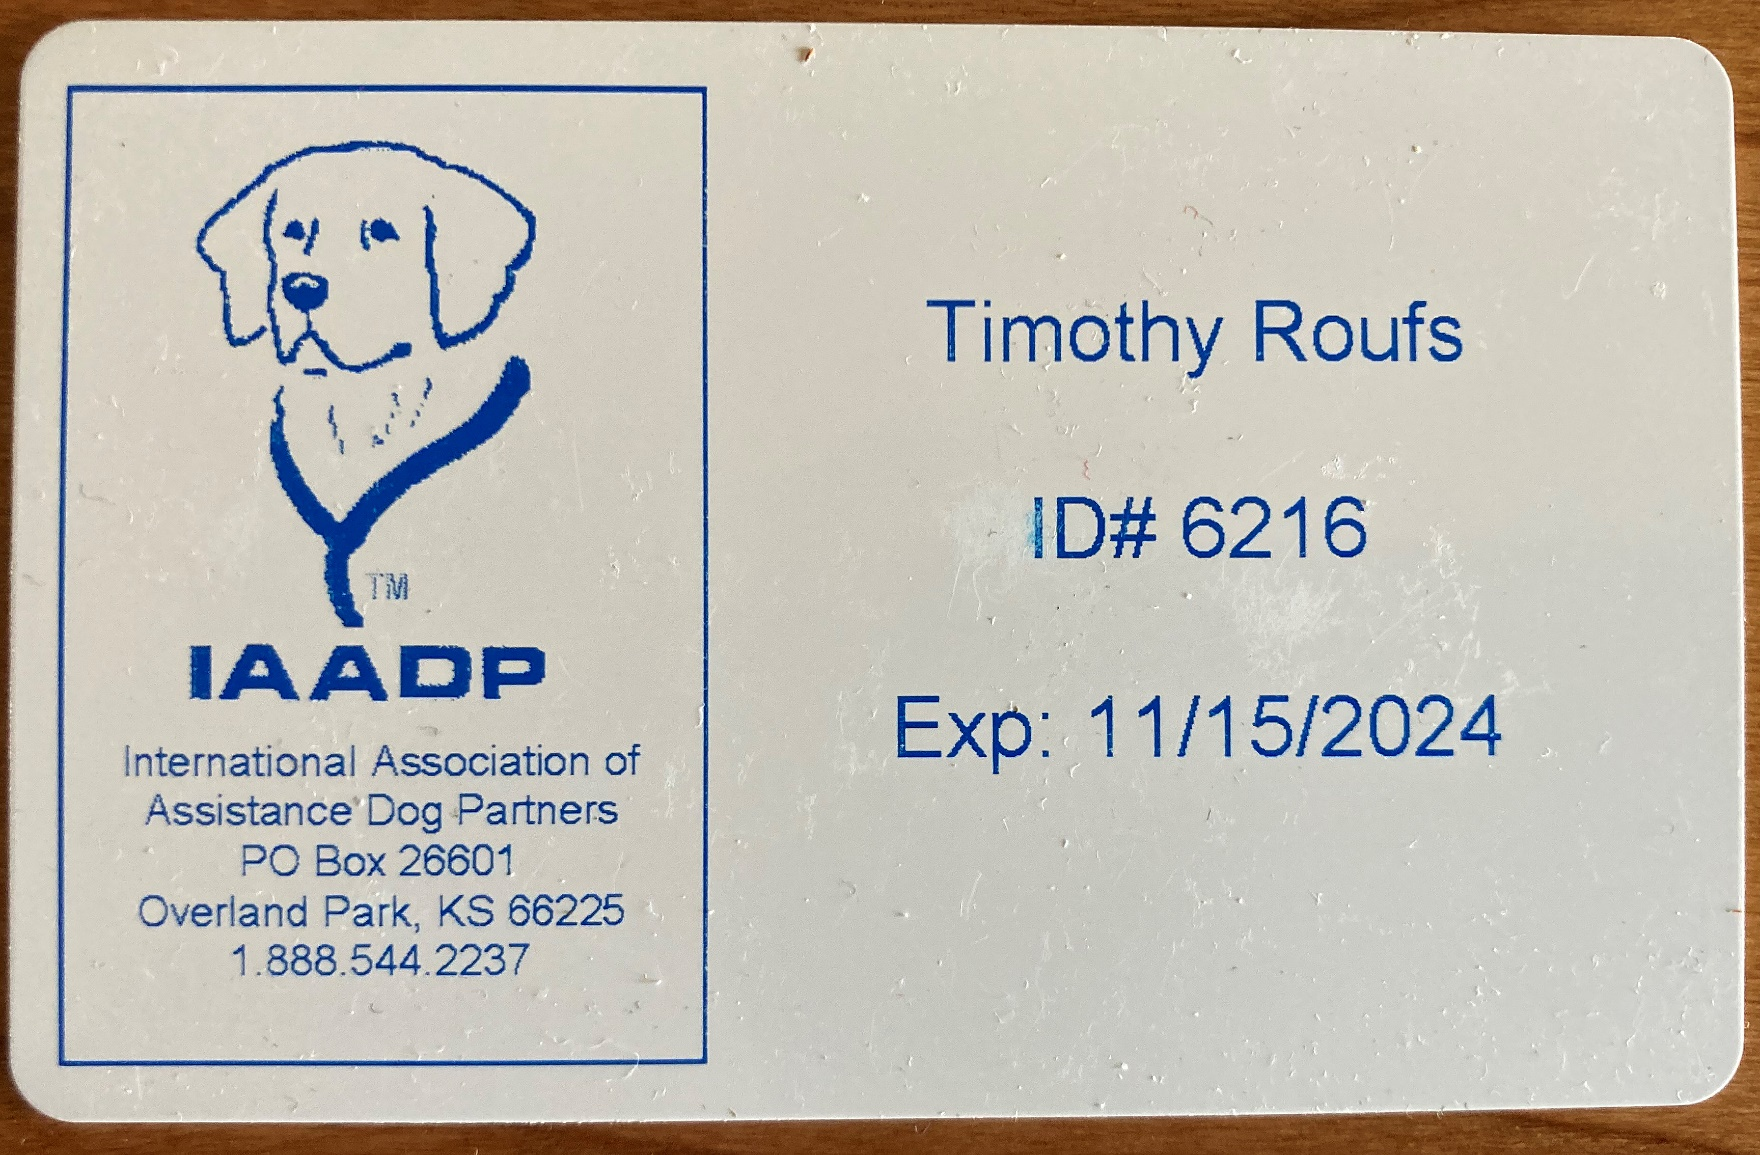 TM
IAADP
International Association of
Assistance Dog Partners
PO Box 26601
Overland Park, KS 66225
1.888.544.2237
Timothy Roufs
ID# 6216
Exp: 11/15/2024